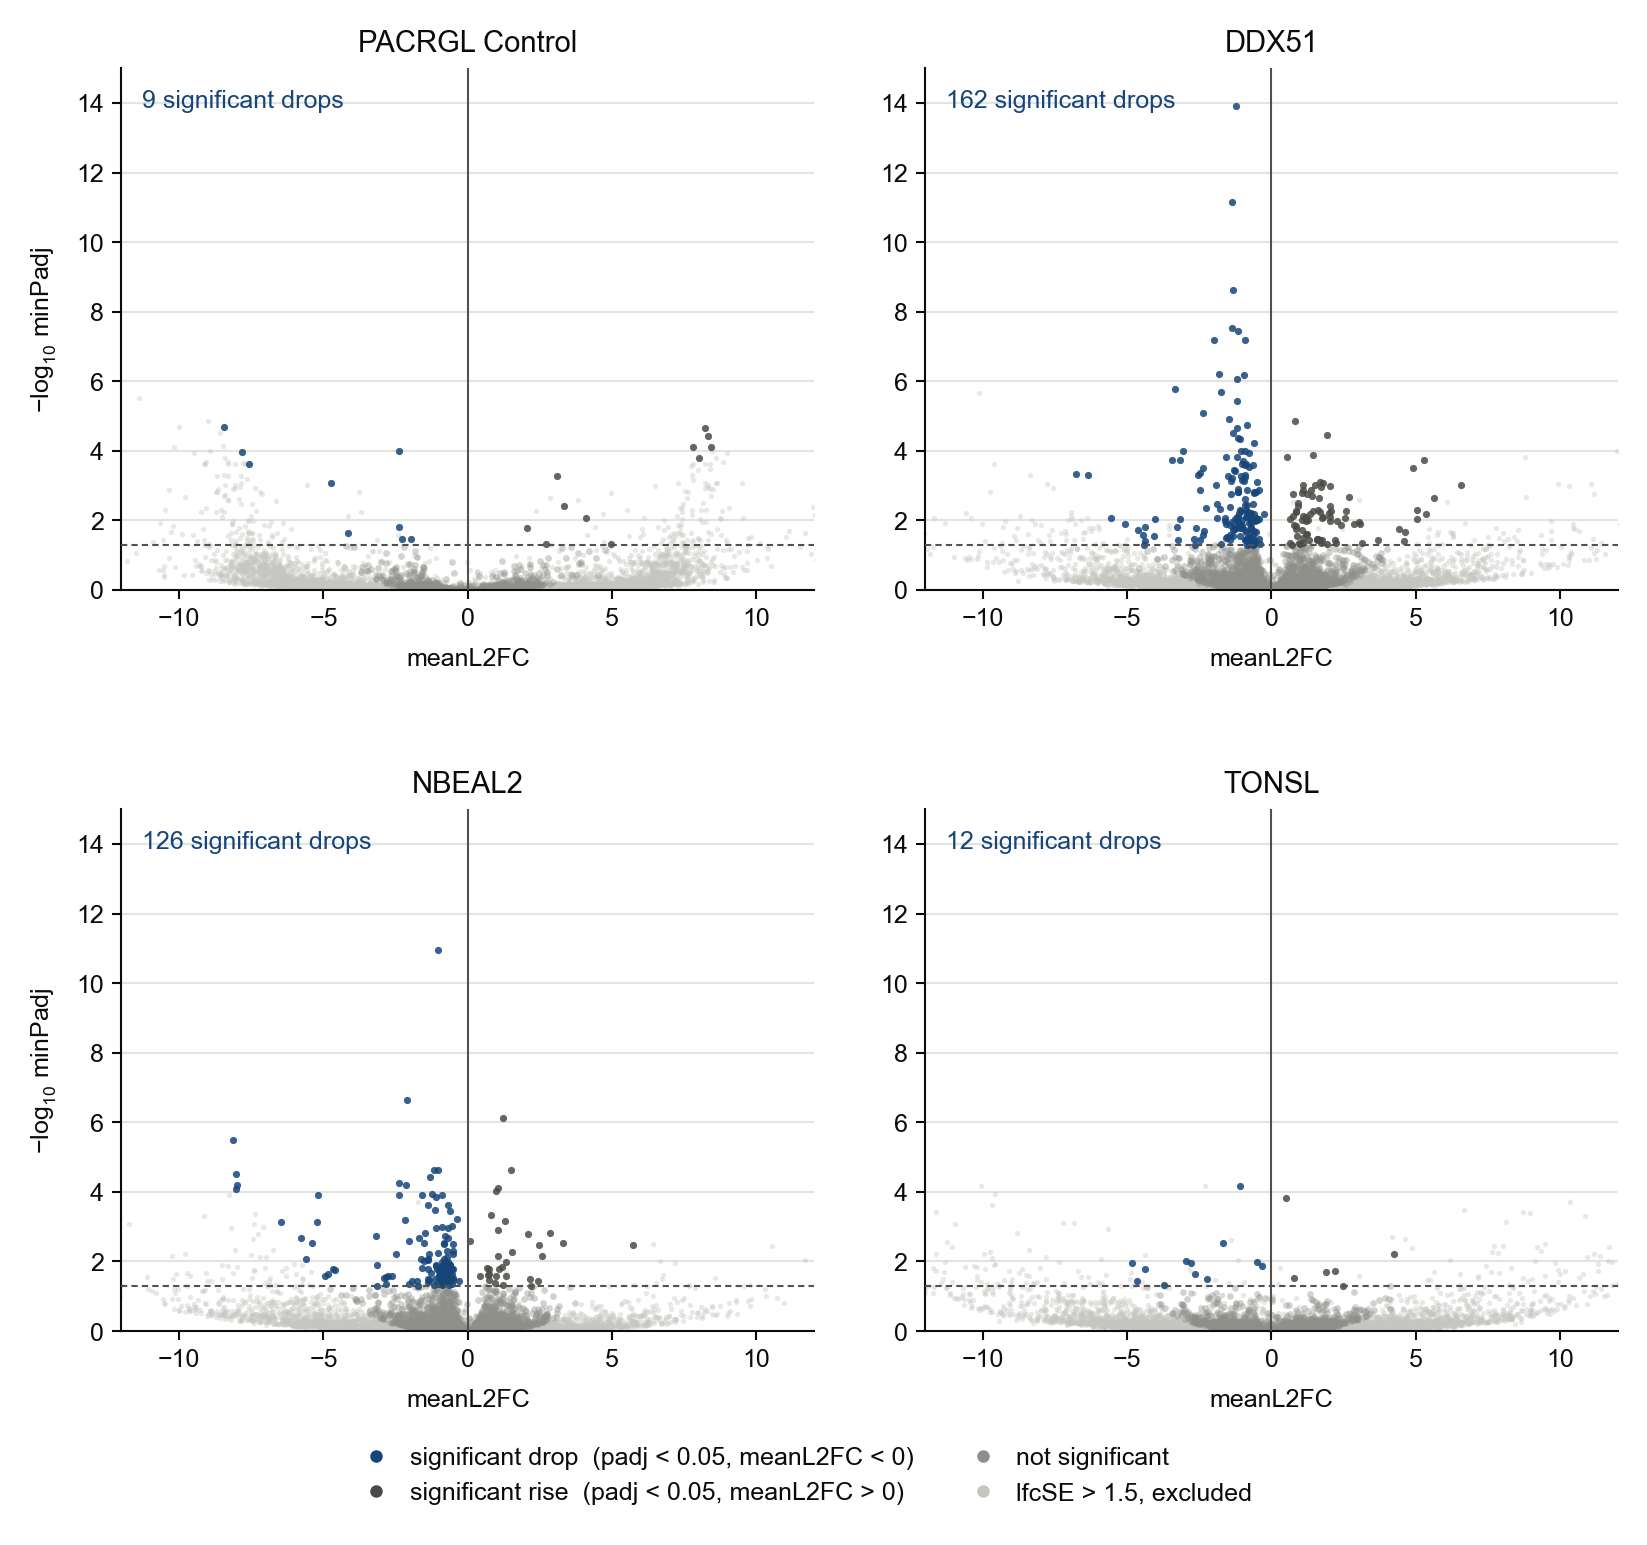 PACRGL Control
DDX51
9 significant drops
162 significant drops
−log10 minPadj
14
12
10
8
6
4
2
0
14
12
10
8
6
4
2
0
−10 −5 0 5 10
−10 −5 0 5 10
meanL2FC
meanL2FC
NBEAL2
TONSL
126 significant drops
12 significant drops
−log10 minPadj
14
12
10
8
6
4
2
0
14
12
10
8
6
4
2
0
−10 −5 0 5 10
−10 −5 0 5 10
meanL2FC
meanL2FC
significant drop (padj < 0.05, meanL2FC < 0)
significant rise (padj < 0.05, meanL2FC > 0)
not significant
lfcSE > 1.5, excluded